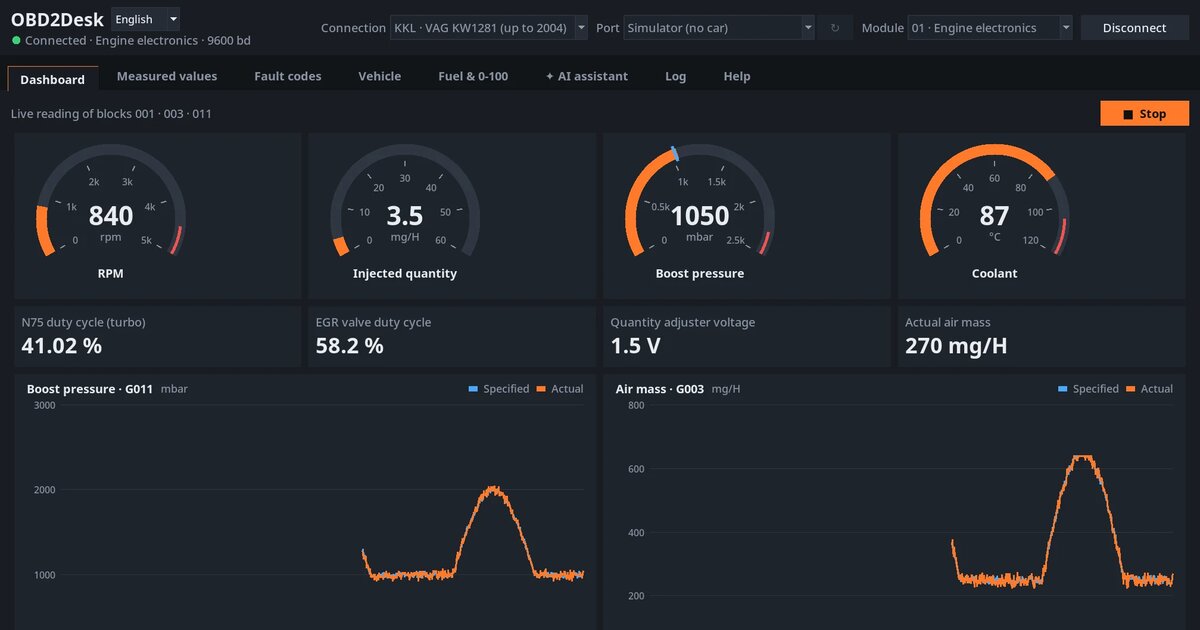 OBD2Desk English
Connected · Engine electronics · 9600 bd
Connection KKL · VAG KW1281 (up to 2004) Port Simulator (no car) ↻ Module 01 · Engine electronics Disconnect
Dashboard Measured values Fault codes Vehicle Fuel & 0-100 ✦ AI assistant Log Help
Live reading of blocks 001 · 003 · 011
■ Stop
0 1k 2k 3k 4k 5k
840
rpm
RPM
0 10 20 30 40 50 60
3.5
mg/H
Injected quantity
0 0.5k 1k 1.5k 2k 2.5k
1050
mbar
Boost pressure
0 20 40 60 80 100 120
87
°C
Coolant
N75 duty cycle (turbo)
41.02 %
EGR valve duty cycle
58.2 %
Quantity adjuster voltage
1.5 V
Actual air mass
270 mg/H
Boost pressure · G011 mbar Specified Actual
3000
2000
1000
Air mass · G003 mg/H Specified Actual
800
600
400
200